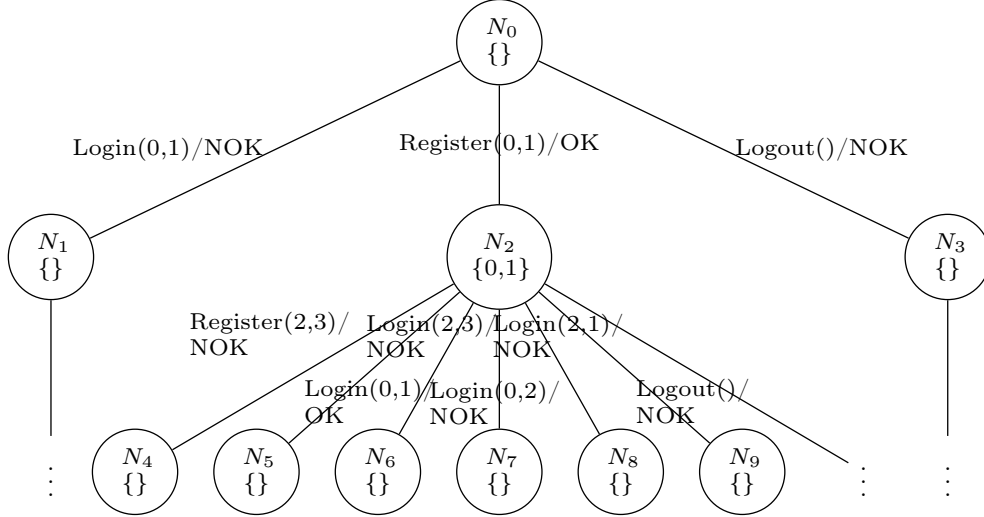 N₀
{}
Login(0,1)/NOK
Register(0,1)/OK
Logout()/NOK
N₁
{}
N₂
{0,1}
N₃
{}
Register(2,3)/
NOK
Login(0,1)/
OK
Login(2,3)/
NOK
Login(0,2)/
NOK
Login(2,1)/
NOK
Logout()/
NOK
⋮
N₄
{}
N₅
{}
N₆
{}
N₇
{}
N₈
{}
N₉
{}
⋮
⋮